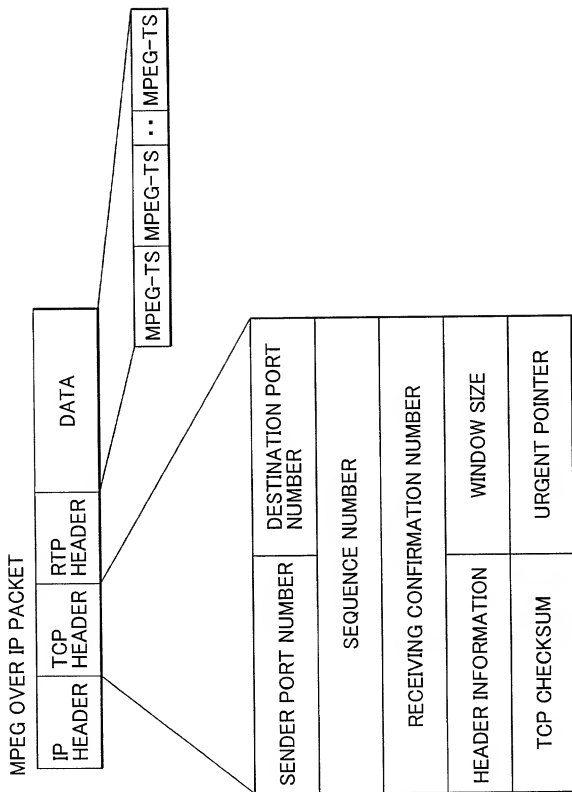 MPEG OVER IP PACKET
IP HEADER
TCP HEADER
RTP HEADER
DATA
MPEG-TS MPEG-TS ‥ MPEG-TS
SENDER PORT NUMBER
DESTINATION PORT NUMBER
SEQUENCE NUMBER
RECEIVING CONFIRMATION NUMBER
HEADER INFORMATION
WINDOW SIZE
TCP CHECKSUM
URGENT POINTER